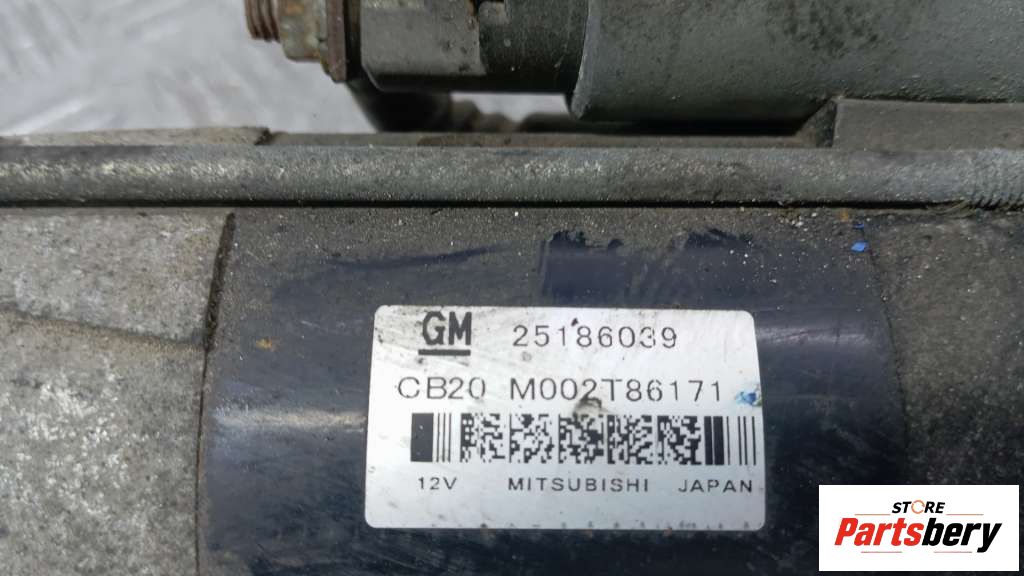 GM 25186039
CB20 M002T86171
12V MITSUBISHI JAPAN
STORE
Partsbery